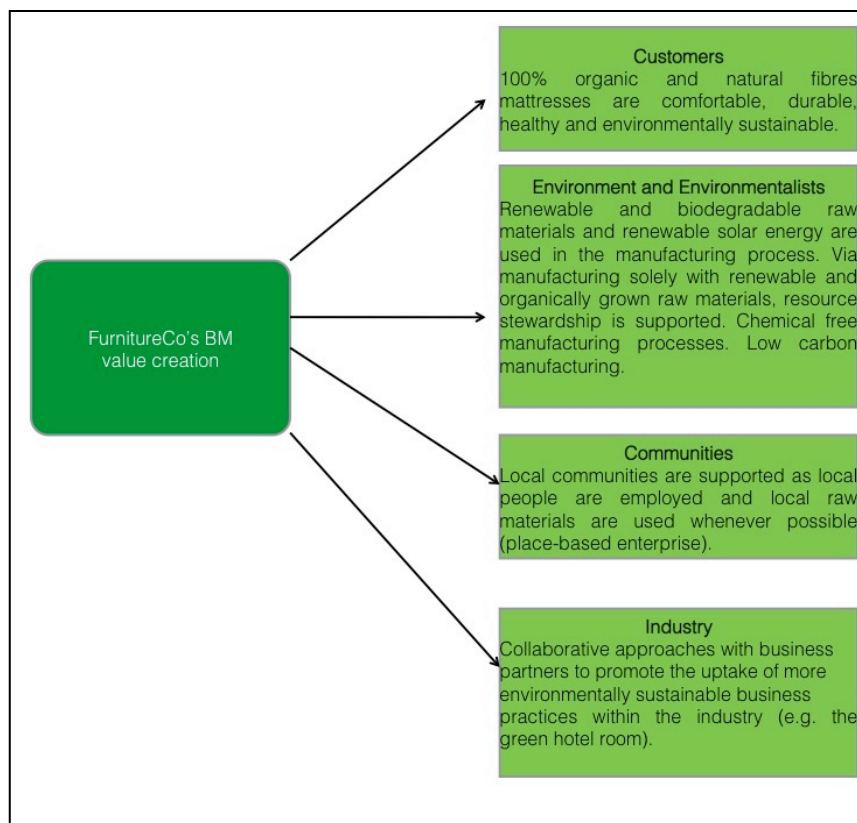 FurnitureCo's BM
value creation
Customers
100% organic and natural fibres
mattresses are comfortable, durable,
healthy and environmentally sustainable.
Environment and Environmentalists
Renewable and biodegradable raw
materials and renewable solar energy are
used in the manufacturing process. Via
manufacturing solely with renewable and
organically grown raw materials, resource
stewardship is supported. Chemical free
manufacturing processes. Low carbon
manufacturing.
Communities
Local communities are supported as local
people are employed and local raw
materials are used whenever possible
(place-based enterprise).
Industry
Collaborative approaches with business
partners to promote the uptake of more
environmentally sustainable business
practices within the industry (e.g. the
green hotel room).